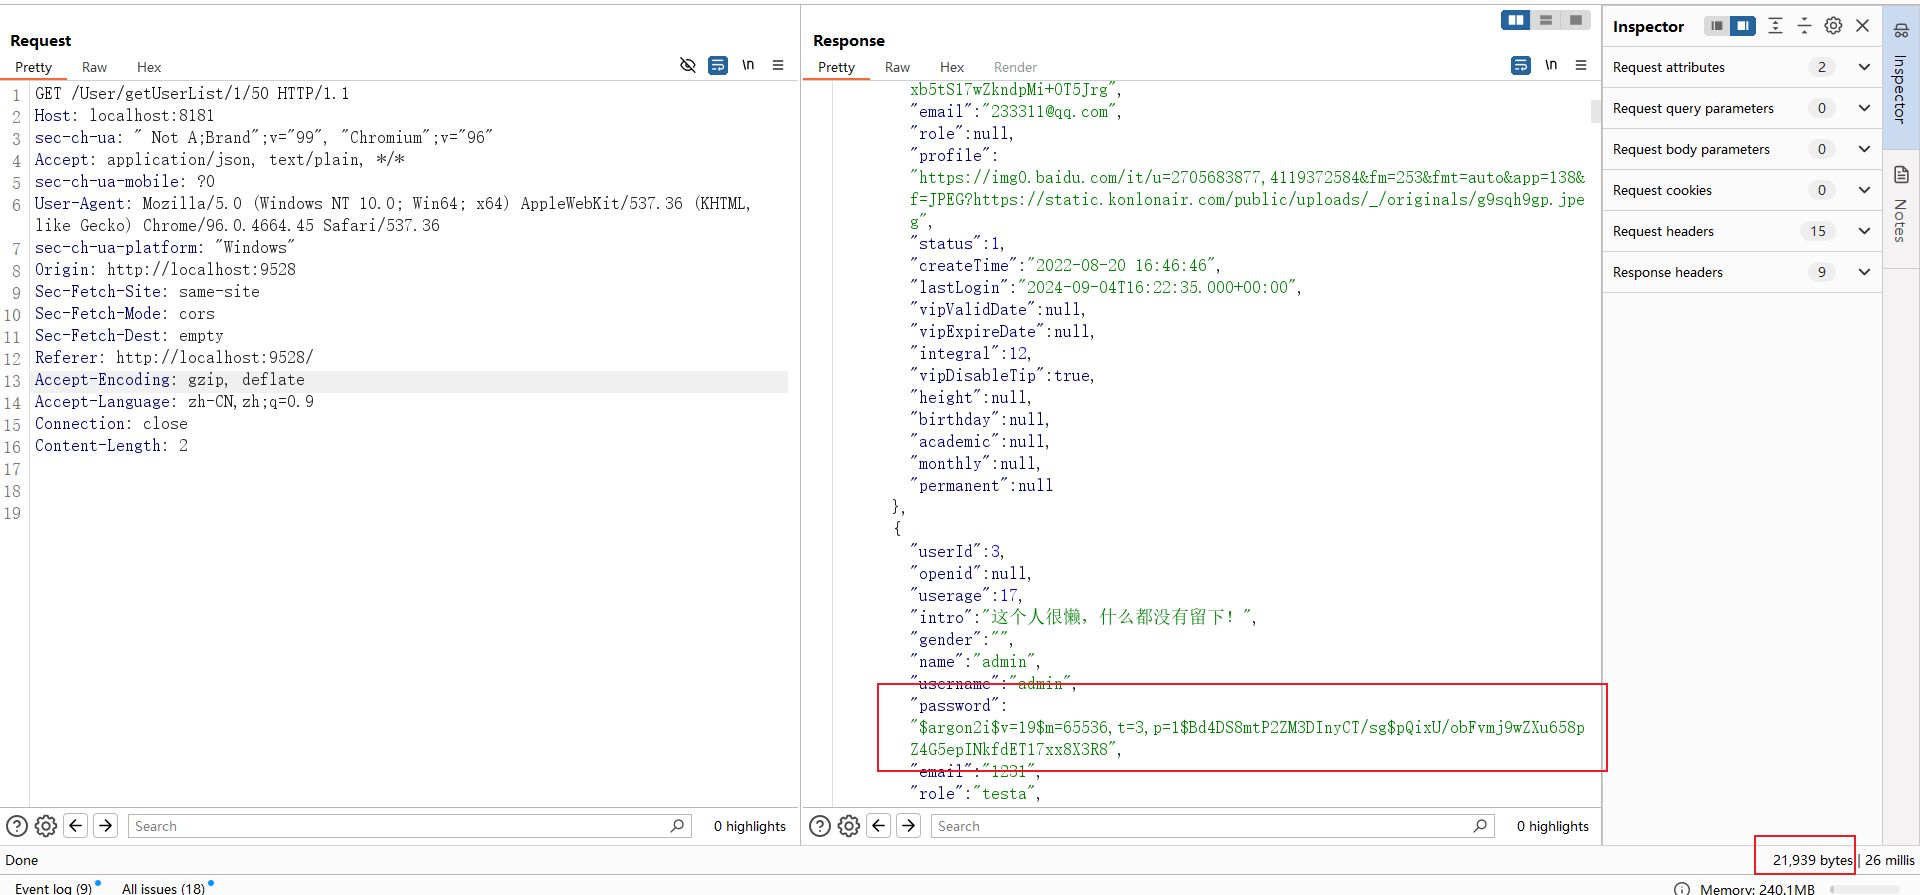 Request
Pretty Raw Hex
\n
1 GET /User/getUserList/1/50 HTTP/1.1
2 Host: localhost:8181
3 sec-ch-ua: " Not A;Brand";v="99", "Chromium";v="96"
4 Accept: application/json, text/plain, */*
5 sec-ch-ua-mobile: ?0
6 User-Agent: Mozilla/5.0 (Windows NT 10.0; Win64; x64) AppleWebKit/537.36 (KHTML,
like Gecko) Chrome/96.0.4664.45 Safari/537.36
7 sec-ch-ua-platform: "Windows"
8 Origin: http://localhost:9528
9 Sec-Fetch-Site: same-site
10 Sec-Fetch-Mode: cors
11 Sec-Fetch-Dest: empty
12 Referer: http://localhost:9528/
13 Accept-Encoding: gzip, deflate
14 Accept-Language: zh-CN,zh;q=0.9
15 Connection: close
16 Content-Length: 2
17
18
19
Search
0 highlights
Response
Pretty Raw Hex Render
\n
xb5tS17wZkndpMi+OT5Jrg",
"email":"233311@qq.com",
"role":null,
"profile":
"https://img0.baidu.com/it/u=2705683877,4119372584&fm=253&fmt=auto&app=138&
f=JPEG?https://static.konlonair.com/public/uploads/_/originals/g9sqh9gp.jpe
g",
"status":1,
"createTime":"2022-08-20 16:46:46",
"lastLogin":"2024-09-04T16:22:35.000+00:00",
"vipValidDate":null,
"vipExpireDate":null,
"integral":12,
"vipDisableTip":true,
"height":null,
"birthday":null,
"academic":null,
"monthly":null,
"permanent":null
},
{
"userId":3,
"openid":null,
"userage":17,
"intro":"这个人很懒，什么都没有留下！",
"gender":"",
"name":"admin",
"username":"admin",
"password":
"$argon2i$v=19$m=65536,t=3,p=1$Bd4DS8mtP2ZM3DInyCT/sg$pQixU/obFvmj9wZXu658p
Z4G5epINkfdET17xx8X3R8",
"email":"1231",
"role":"testa",
Search
0 highlights
Inspector
Request attributes 2
Request query parameters 0
Request body parameters 0
Request cookies 0
Request headers 15
Response headers 9
Inspector
Notes
Done
21,939 bytes | 26 millis
Event log (9) All issues (18)
Memory: 240.1MB